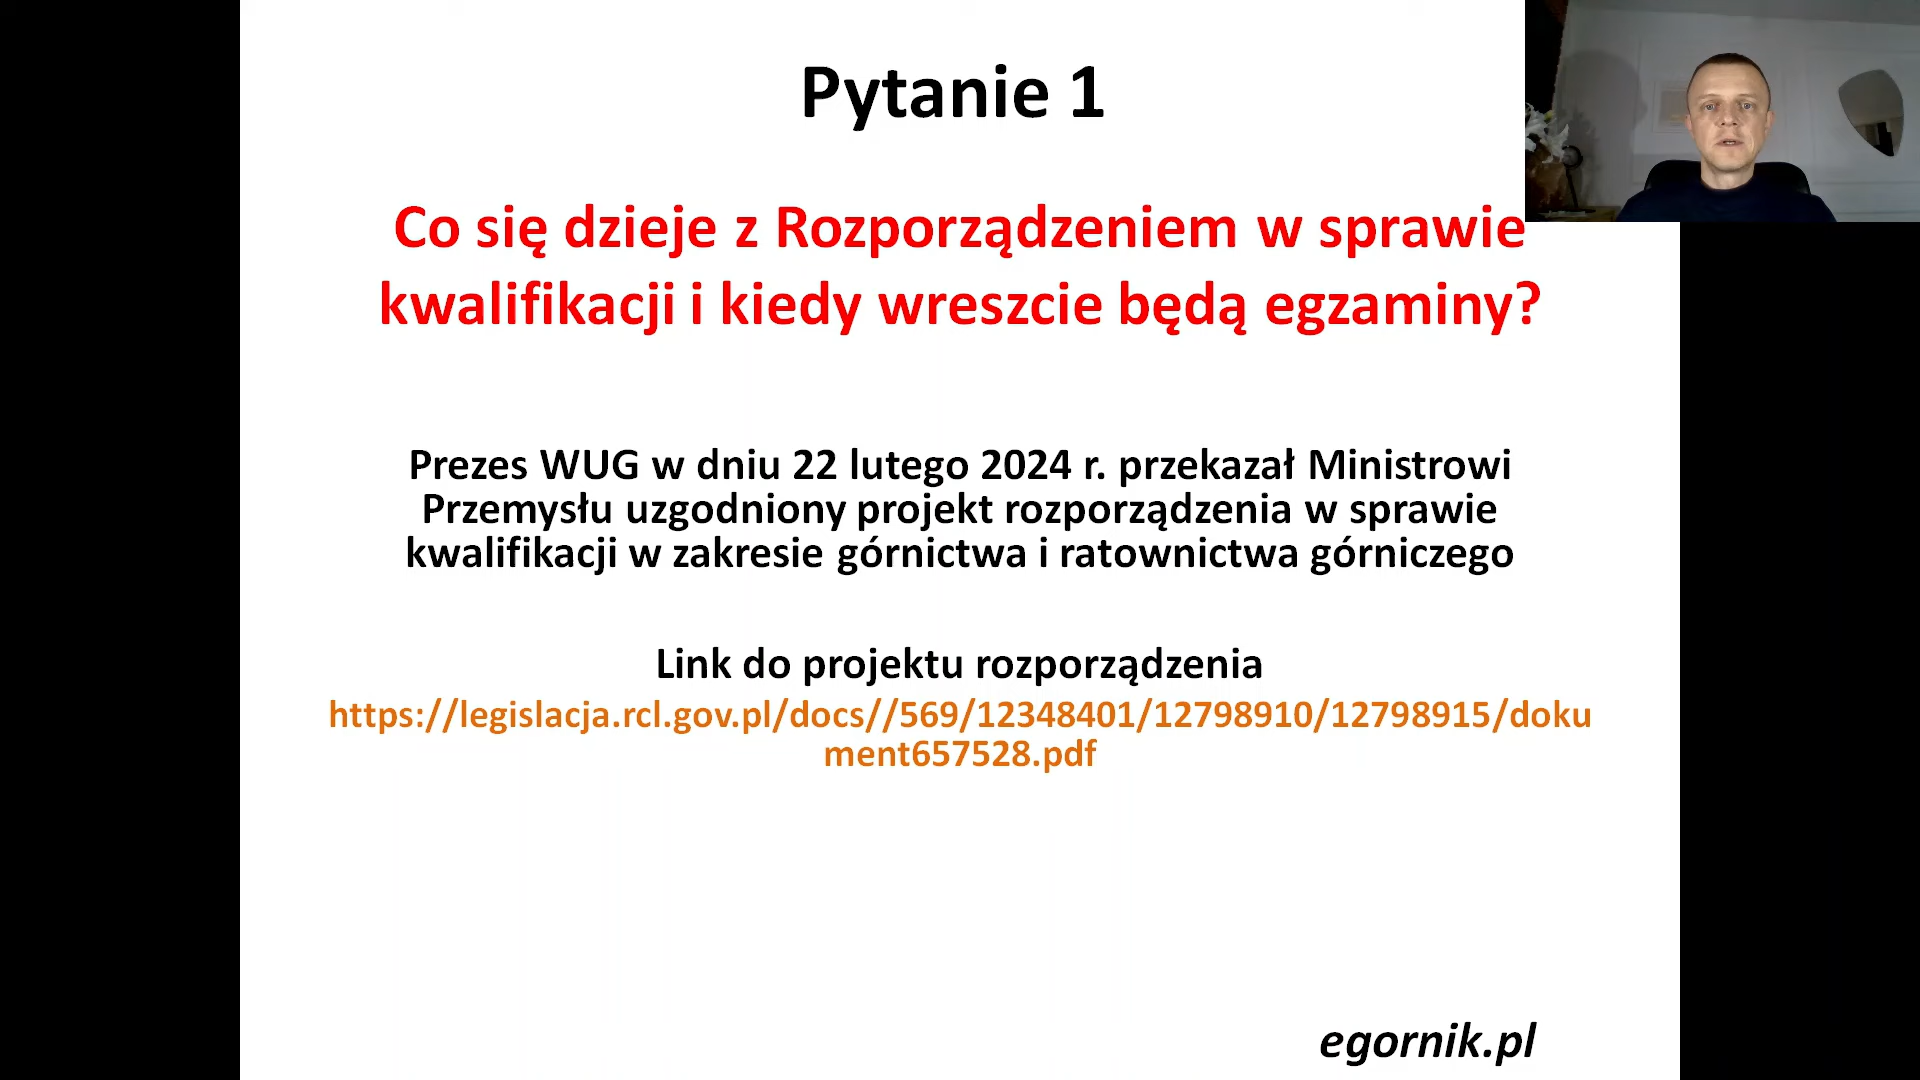 Pytanie 1
Co się dzieje z Rozporządzeniem w sprawie
kwalifikacji i kiedy wreszcie będą egzaminy?
Prezes WUG w dniu 22 lutego 2024 r. przekazał Ministrowi
Przemysłu uzgodniony projekt rozporządzenia w sprawie
kwalifikacji w zakresie górnictwa i ratownictwa górniczego
Link do projektu rozporządzenia
https://legislacja.rcl.gov.pl/docs//569/12348401/12798910/12798915/doku
ment657528.pdf
egornik.pl